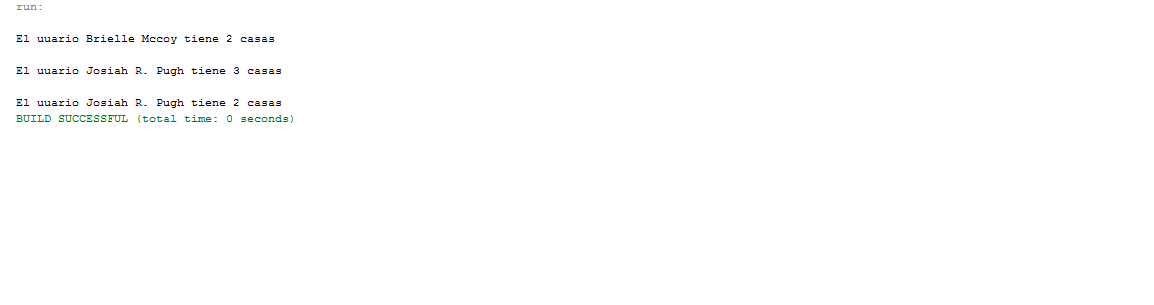 run:
El uuario Brielle Mccoy tiene 2 casas
El uuario Josiah R. Pugh tiene 3 casas
El uuario Josiah R. Pugh tiene 2 casas
BUILD SUCCESSFUL (total time: 0 seconds)